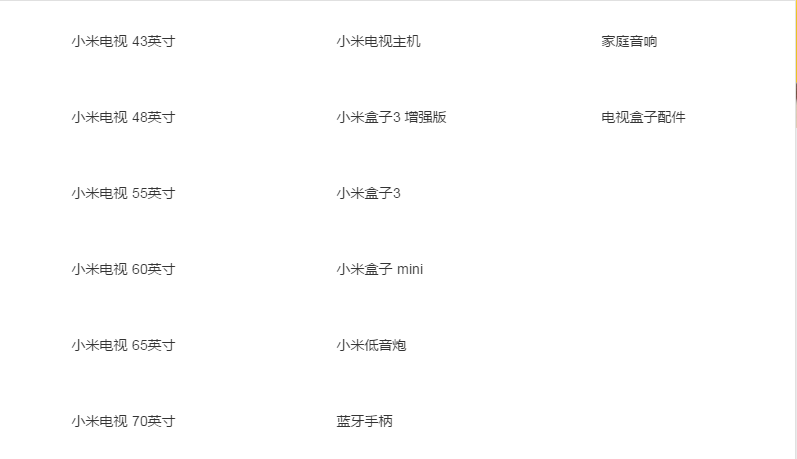 小米电视 43英寸
小米电视主机
家庭音响
小米电视 48英寸
小米盒子3 增强版
电视盒子配件
小米电视 55英寸
小米盒子3
小米电视 60英寸
小米盒子 mini
小米电视 65英寸
小米低音炮
小米电视 70英寸
蓝牙手柄